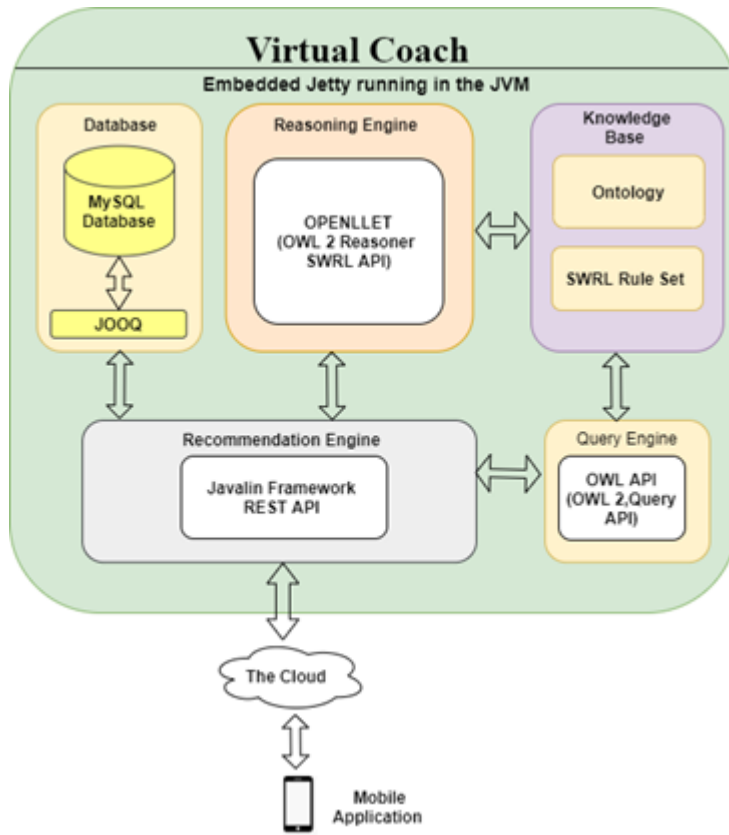 Virtual Coach
Embedded Jetty running in the JVM
Database
MySQL
Database
JOOQ
Reasoning Engine
OPENLLET
(OWL 2 Reasoner
SWRL API)
Knowledge
Base
Ontology
SWRL Rule Set
Recommendation Engine
Javalin Framework
REST API
Query Engine
OWL API
(OWL 2,Query
API)
The Cloud
Mobile
Application